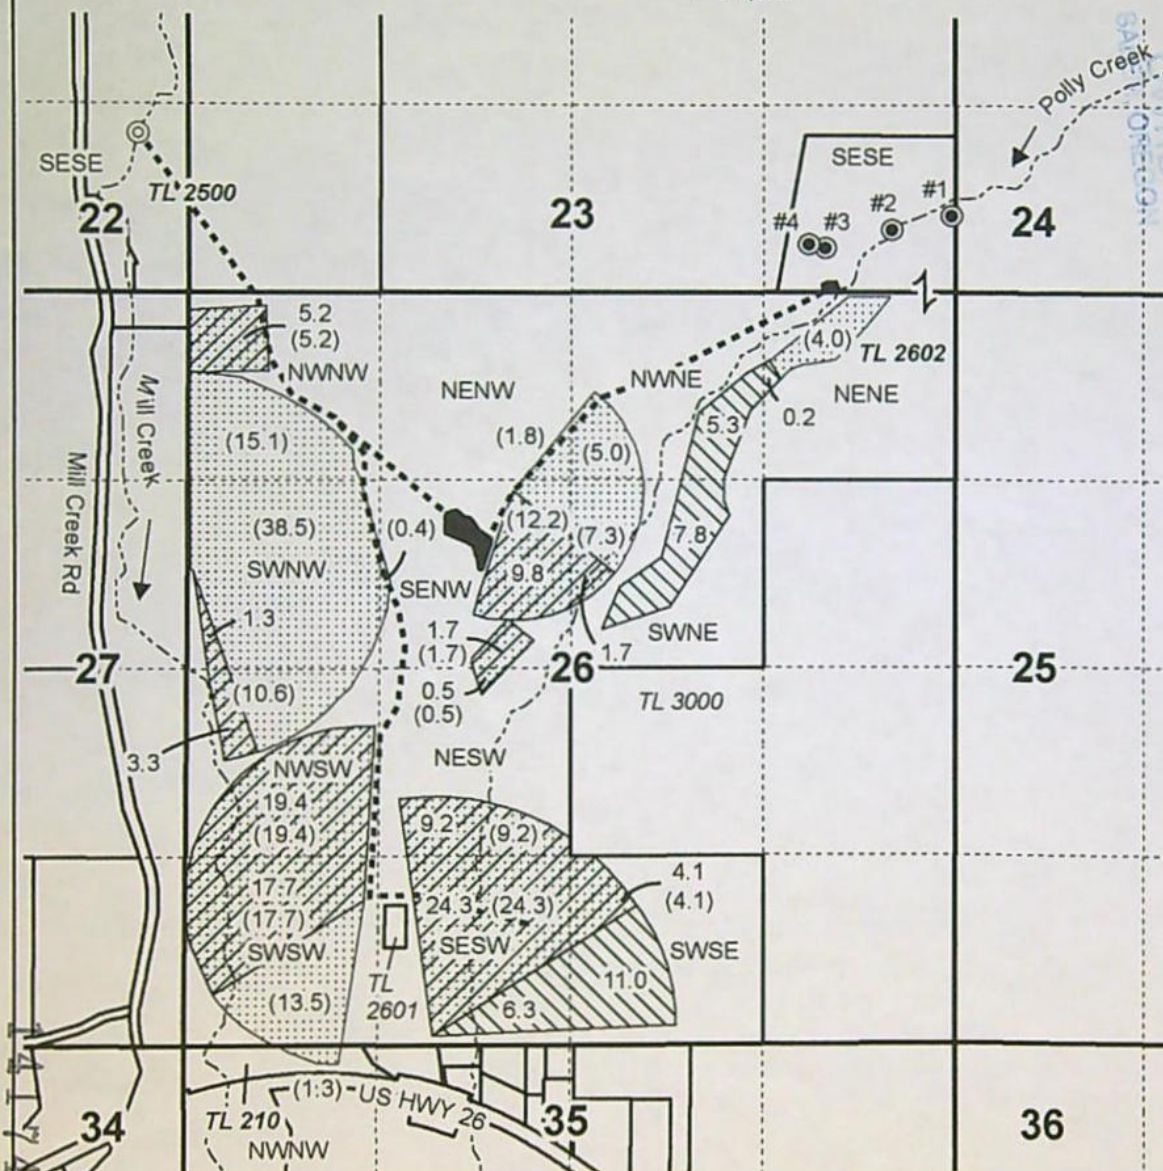 Polly Creek
SESE
SESE
TL 2500
#1
#2
#3
#4
22
23
24
5.2
(5.2)
(4.0)
TL 2602
NWNW
NENW
NWNE
NENE
0.2
5.3
Mill Creek
Mill Creek Rd
(15.1)
(1.8)
(5.0)
(38.5)
(0.4)
(12.2)
(7.3)
7.8
SWNW
SENW
9.8
1.3
1.7
(1.7)
SWNE
1.7
27
26
25
(10.6)
0.5
(0.5)
TL 3000
3.3
NWSW
NESW
19.4
(19.4)
9.2
(9.2)
4.1
(4.1)
17.7
(17.7)
24.3
(24.3)
SWSW
SESW
SWSE
(13.5)
TL
2601
6.3
11.0
(1.3)
US HWY 26
TL 210
34
35
36
NWNW